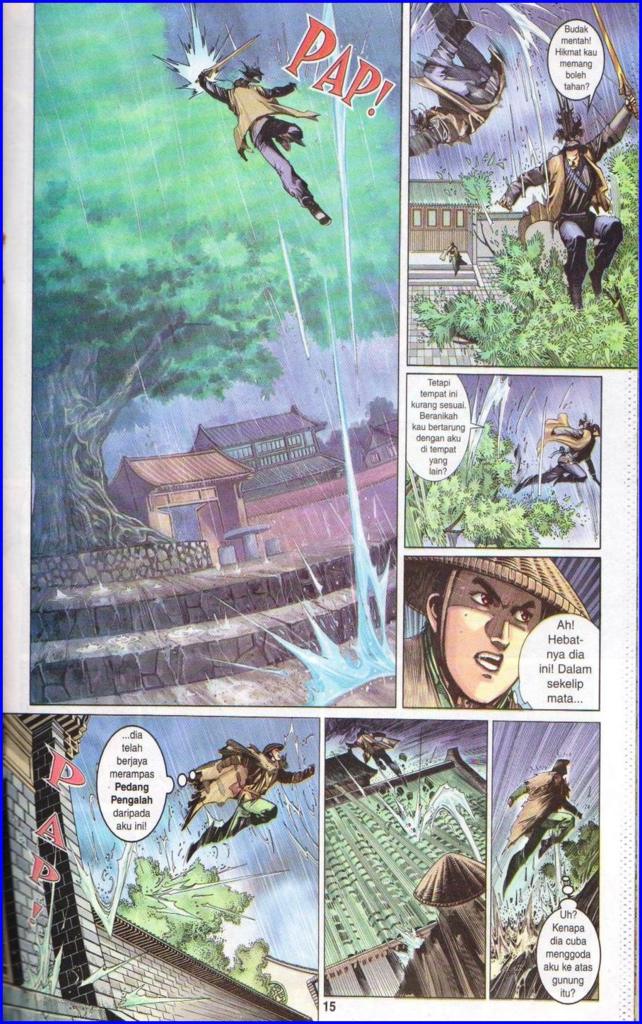 PAP!
Budak
mentah!
Hikmat kau
memang
boleh
tahan?
Tetapi
tempat ini
kurang sesuai.
Beranikah
kau bertarung
dengan aku
di tempat
yang
lain?
Ah!
Hebat-
nya dia
ini! Dalam
sekelip
mata...
...dia
telah
berjaya
merampas
Pedang
Pengalah
daripada
aku ini!
PAP!
Uh?
Kenapa
dia cuba
menggoda
aku ke atas
gunung
itu?
15